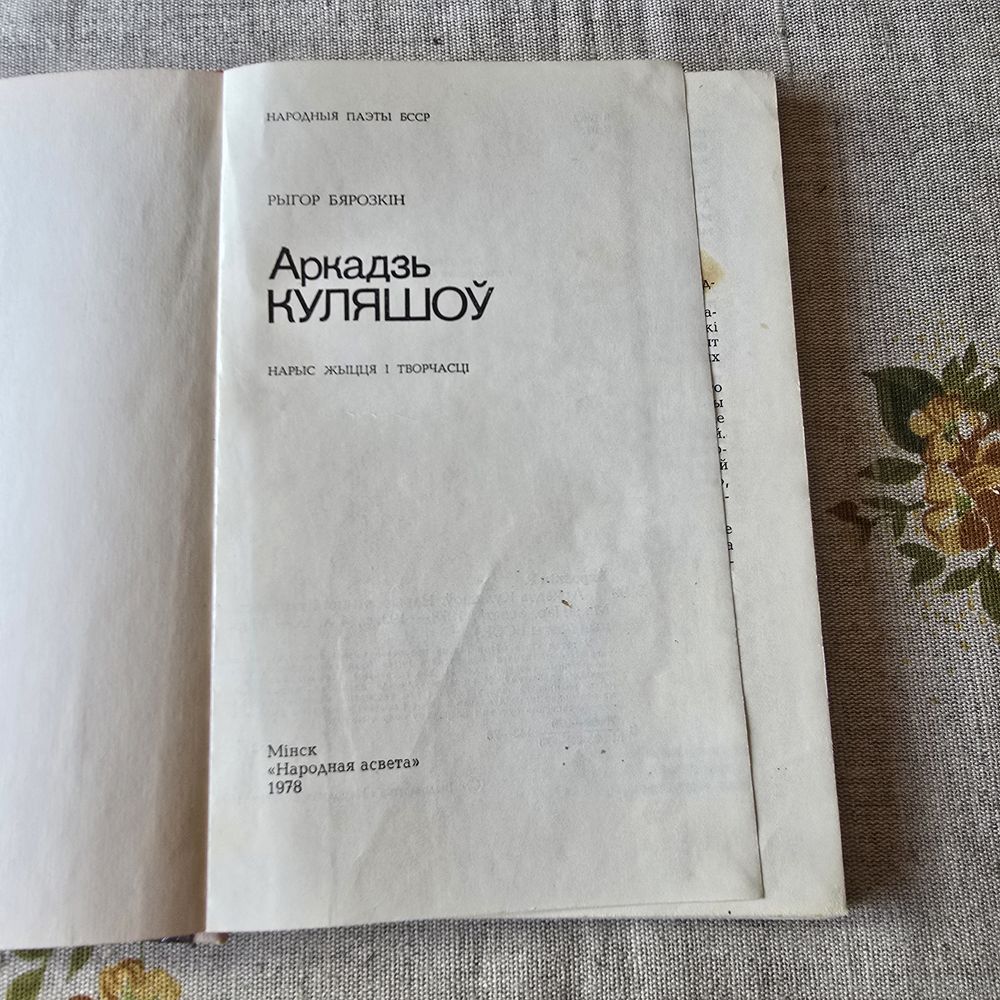 НАРОДНЫЯ ПАЭТЫ БССР
РЫГОР БЯРОЗКІН
Аркадзь
КУЛЯШОЎ
НАРЫС ЖЫЦЦЯ І ТВОРЧАСЦІ
Мінск
«Народная асвета»
1978